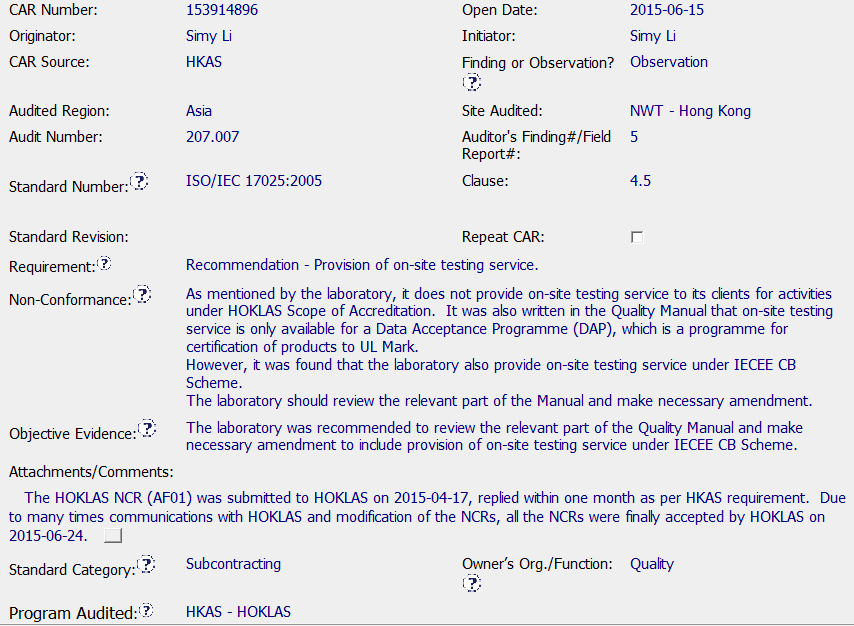 CAR Number: 153914896 Open Date: 2015-06-15
Originator: Simy Li Initiator: Simy Li
CAR Source: HKAS Finding or Observation? Observation
?
Audited Region: Asia Site Audited: NWT - Hong Kong
Audit Number: 207.007 Auditor's Finding#/Field 5
Report#:
Standard Number: ? ISO/IEC 17025:2005 Clause: 4.5
Standard Revision: Repeat CAR:
Requirement: ? Recommendation - Provision of on-site testing service.
Non-Conformance: ? As mentioned by the laboratory, it does not provide on-site testing service to its clients for activities
under HOKLAS Scope of Accreditation.  It was also written in the Quality Manual that on-site testing
service is only available for a Data Acceptance Programme (DAP), which is a programme for
certification of products to UL Mark.
However, it was found that the laboratory also provide on-site testing service under IECEE CB
Scheme.
The laboratory should review the relevant part of the Manual and make necessary amendment.
Objective Evidence: ? The laboratory was recommended to review the relevant part of the Quality Manual and make
necessary amendment to include provision of on-site testing service under IECEE CB Scheme.
Attachments/Comments:
The HOKLAS NCR (AF01) was submitted to HOKLAS on 2015-04-17, replied within one month as per HKAS requirement.  Due
to many times communications with HOKLAS and modification of the NCRs, all the NCRs were finally accepted by HOKLAS on
2015-06-24.
Standard Category: ? Subcontracting Owner's Org./Function: Quality
?
Program Audited: ? HKAS - HOKLAS